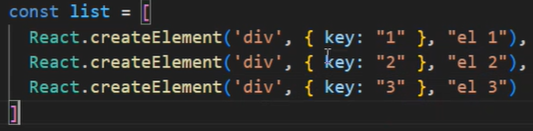 const list = [
React.createElement('div', { key: "1" }, "el 1"),
React.createElement('div', { key: "2" }, "el 2"),
React.createElement('div', { key: "3" }, "el 3")
]